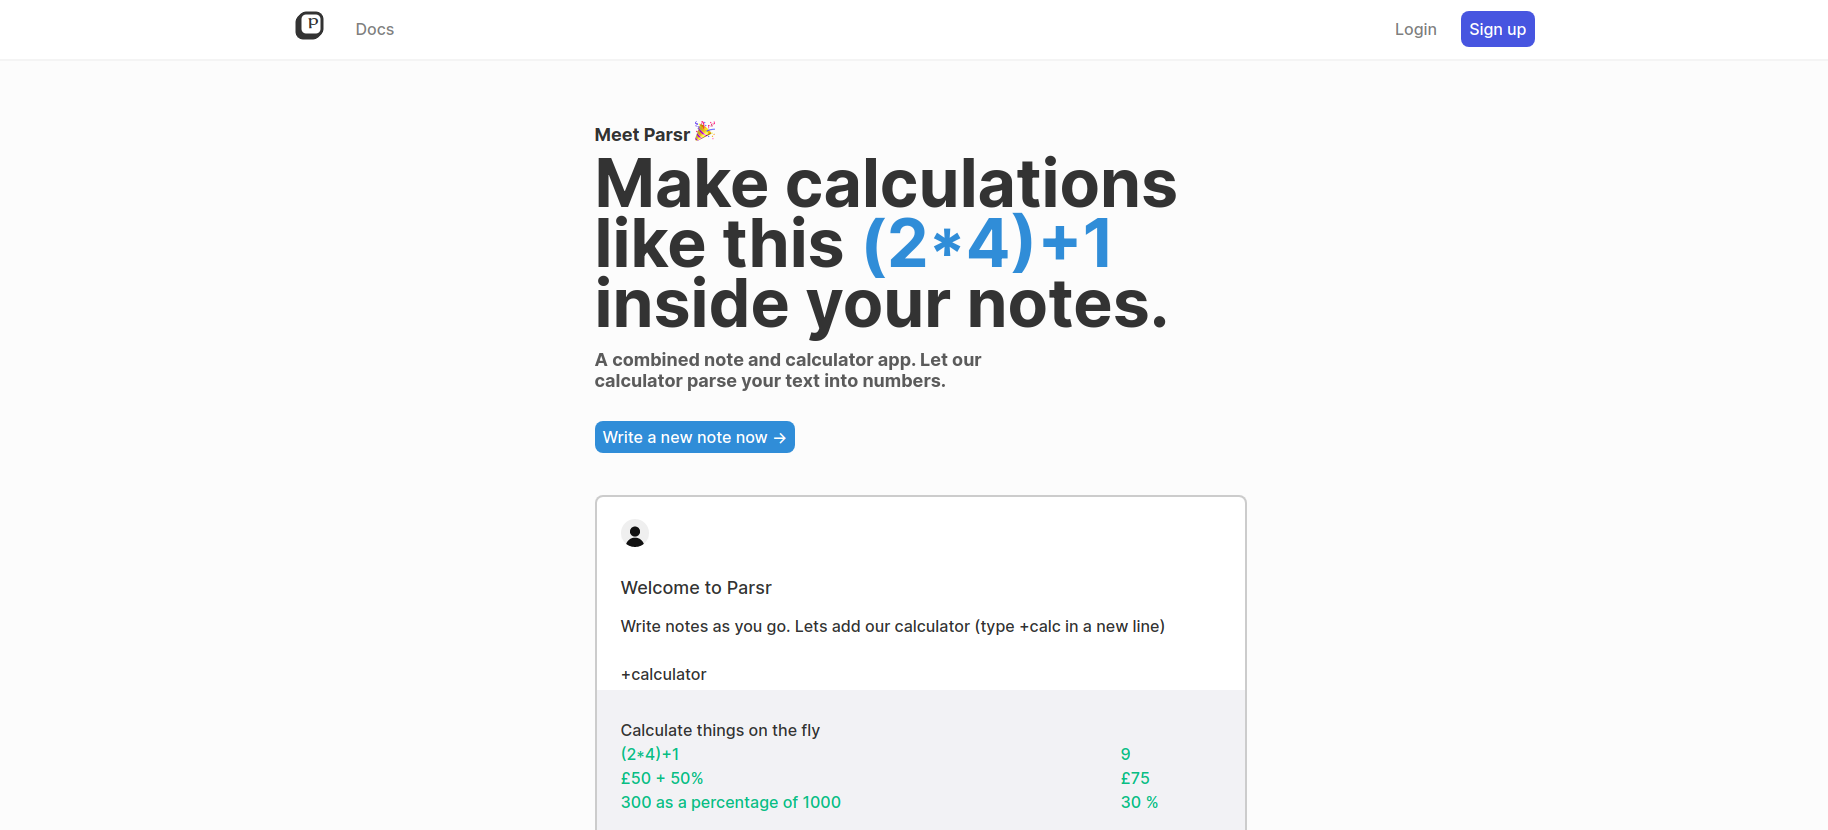 P
Docs
Login
Sign up
Meet Parsr 🎉
Make calculations
like this (2*4)+1
inside your notes.
A combined note and calculator app. Let our
calculator parse your text into numbers.
Write a new note now →
Welcome to Parsr
Write notes as you go. Lets add our calculator (type +calc in a new line)
+calculator
Calculate things on the fly
(2*4)+1 9
£50 + 50% £75
300 as a percentage of 1000 30 %